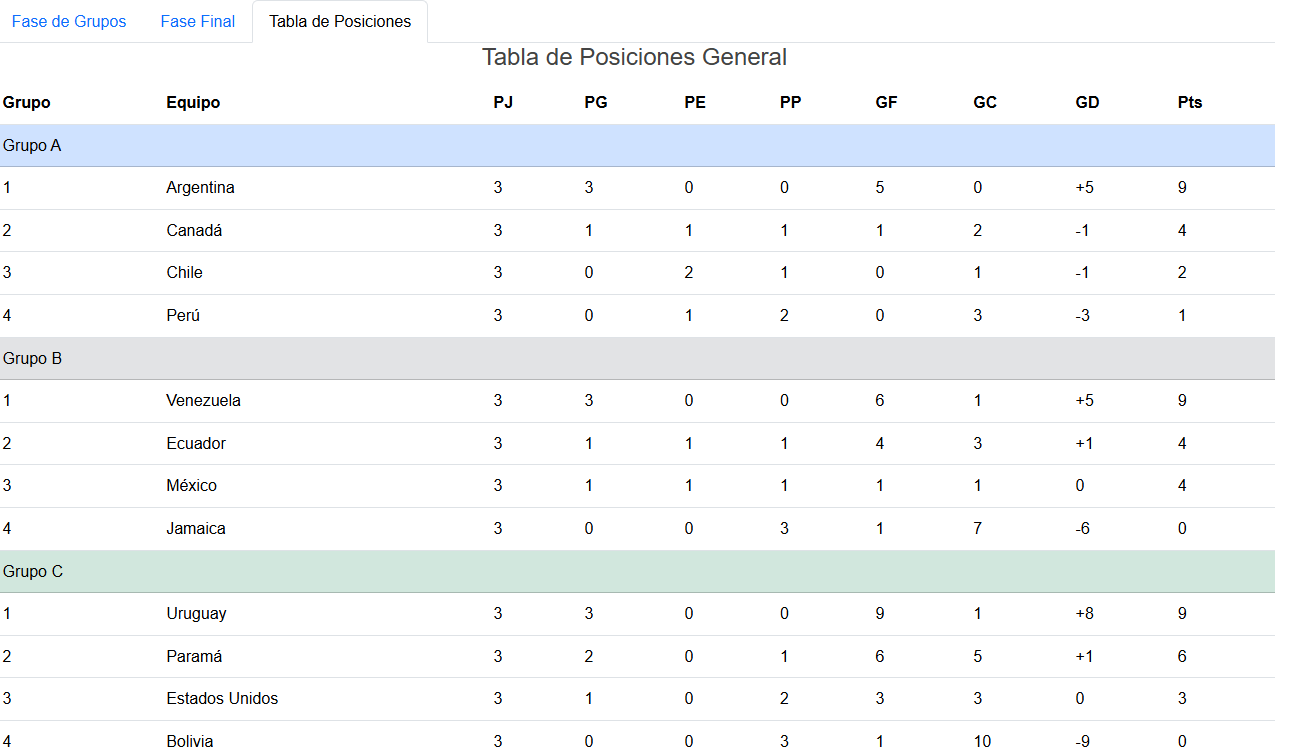 Fase de Grupos Fase Final Tabla de Posiciones
Tabla de Posiciones General
Grupo Equipo PJ PG PE PP GF GC GD Pts
Grupo A
1 Argentina 3 3 0 0 5 0 +5 9
2 Canadá 3 1 1 1 1 2 -1 4
3 Chile 3 0 2 1 0 1 -1 2
4 Perú 3 0 1 2 0 3 -3 1
Grupo B
1 Venezuela 3 3 0 0 6 1 +5 9
2 Ecuador 3 1 1 1 4 3 +1 4
3 México 3 1 1 1 1 1 0 4
4 Jamaica 3 0 0 3 1 7 -6 0
Grupo C
1 Uruguay 3 3 0 0 9 1 +8 9
2 Paramá 3 2 0 1 6 5 +1 6
3 Estados Unidos 3 1 0 2 3 3 0 3
4 Bolivia 3 0 0 3 1 10 -9 0